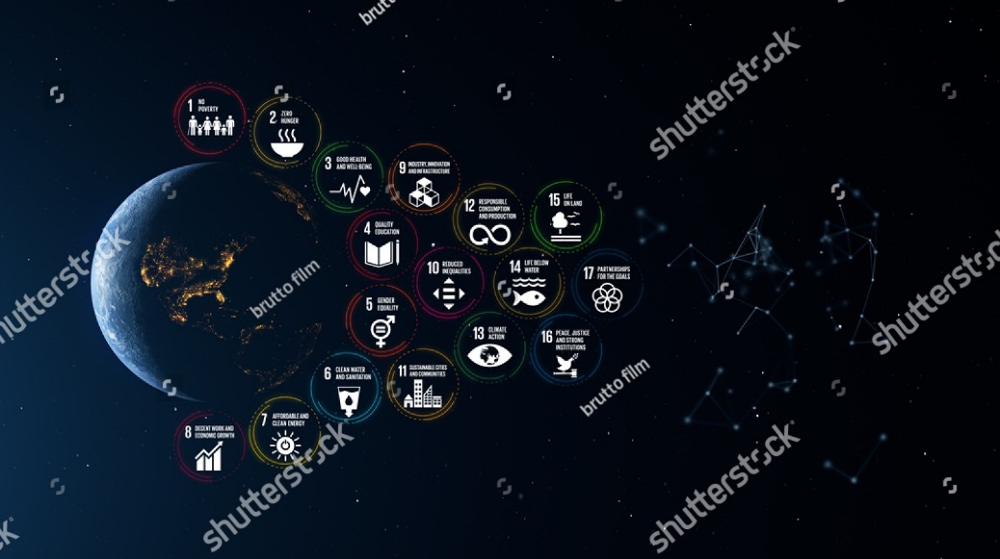 brutto film
shutterstock
1 NO
POVERTY
2 ZERO
HUNGER
3 GOOD HEALTH
AND WELL-BEING
9 INDUSTRY, INNOVATION
AND INFRASTRUCTURE
12 RESPONSIBLE
CONSUMPTION
AND PRODUCTION
15 LIFE
ON LAND
4 QUALITY
EDUCATION
10 REDUCED
INEQUALITIES
14 LIFE BELOW
WATER
17 PARTNERSHIPS
FOR THE GOALS
shutterstock
brutto film
shutterstock
5 GENDER
EQUALITY
13 CLIMATE
ACTION
16 PEACE, JUSTICE
AND STRONG
INSTITUTIONS
6 CLEAN WATER
AND SANITATION
11 SUSTAINABLE CITIES
AND COMMUNITIES
brutto film
8 DECENT WORK AND
ECONOMIC GROWTH
7 AFFORDABLE AND
CLEAN ENERGY
shutterstock
shutterstock